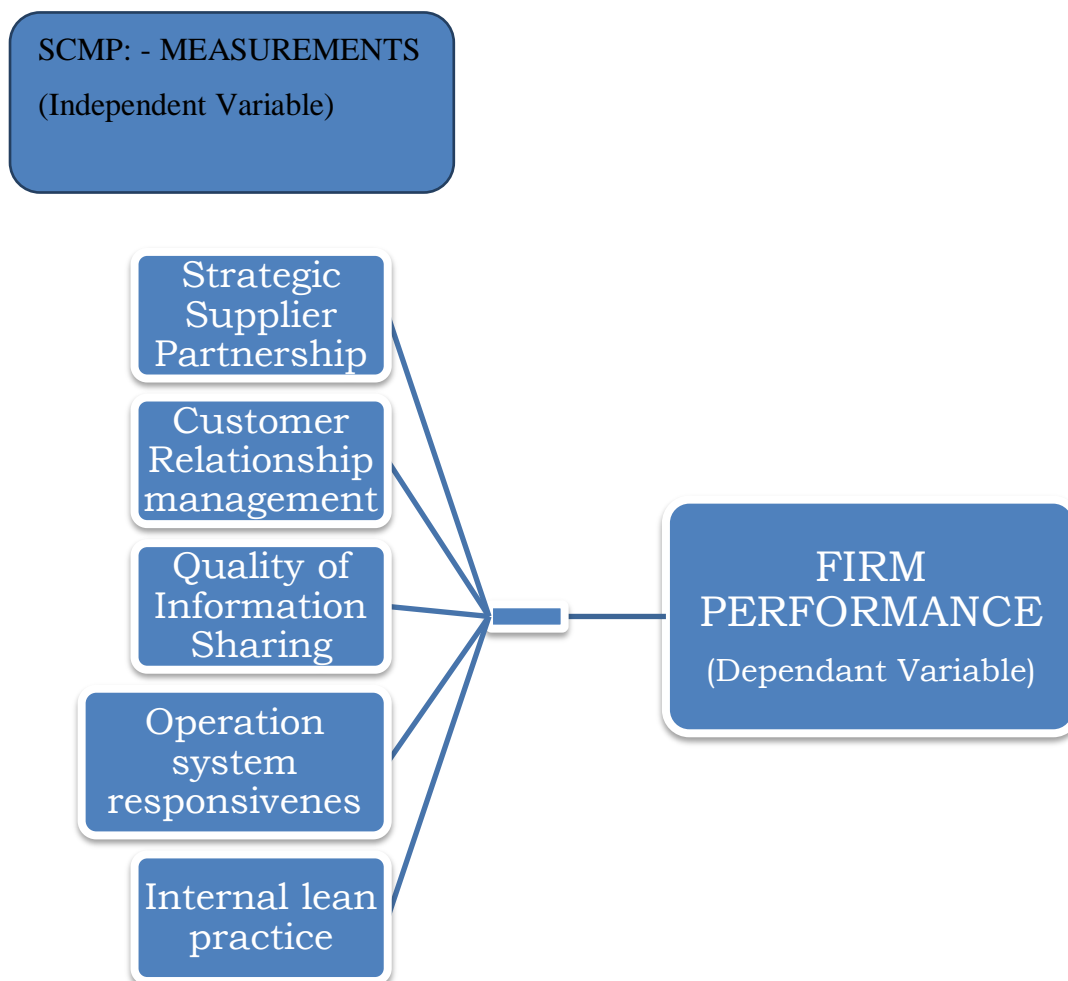 SCMP: - MEASUREMENTS
(Independent Variable)
Strategic
Supplier
Partnership
Customer
Relationship
management
Quality of
Information
Sharing
Operation
system
responsivenes
Internal lean
practice
FIRM
PERFORMANCE
(Dependant Variable)